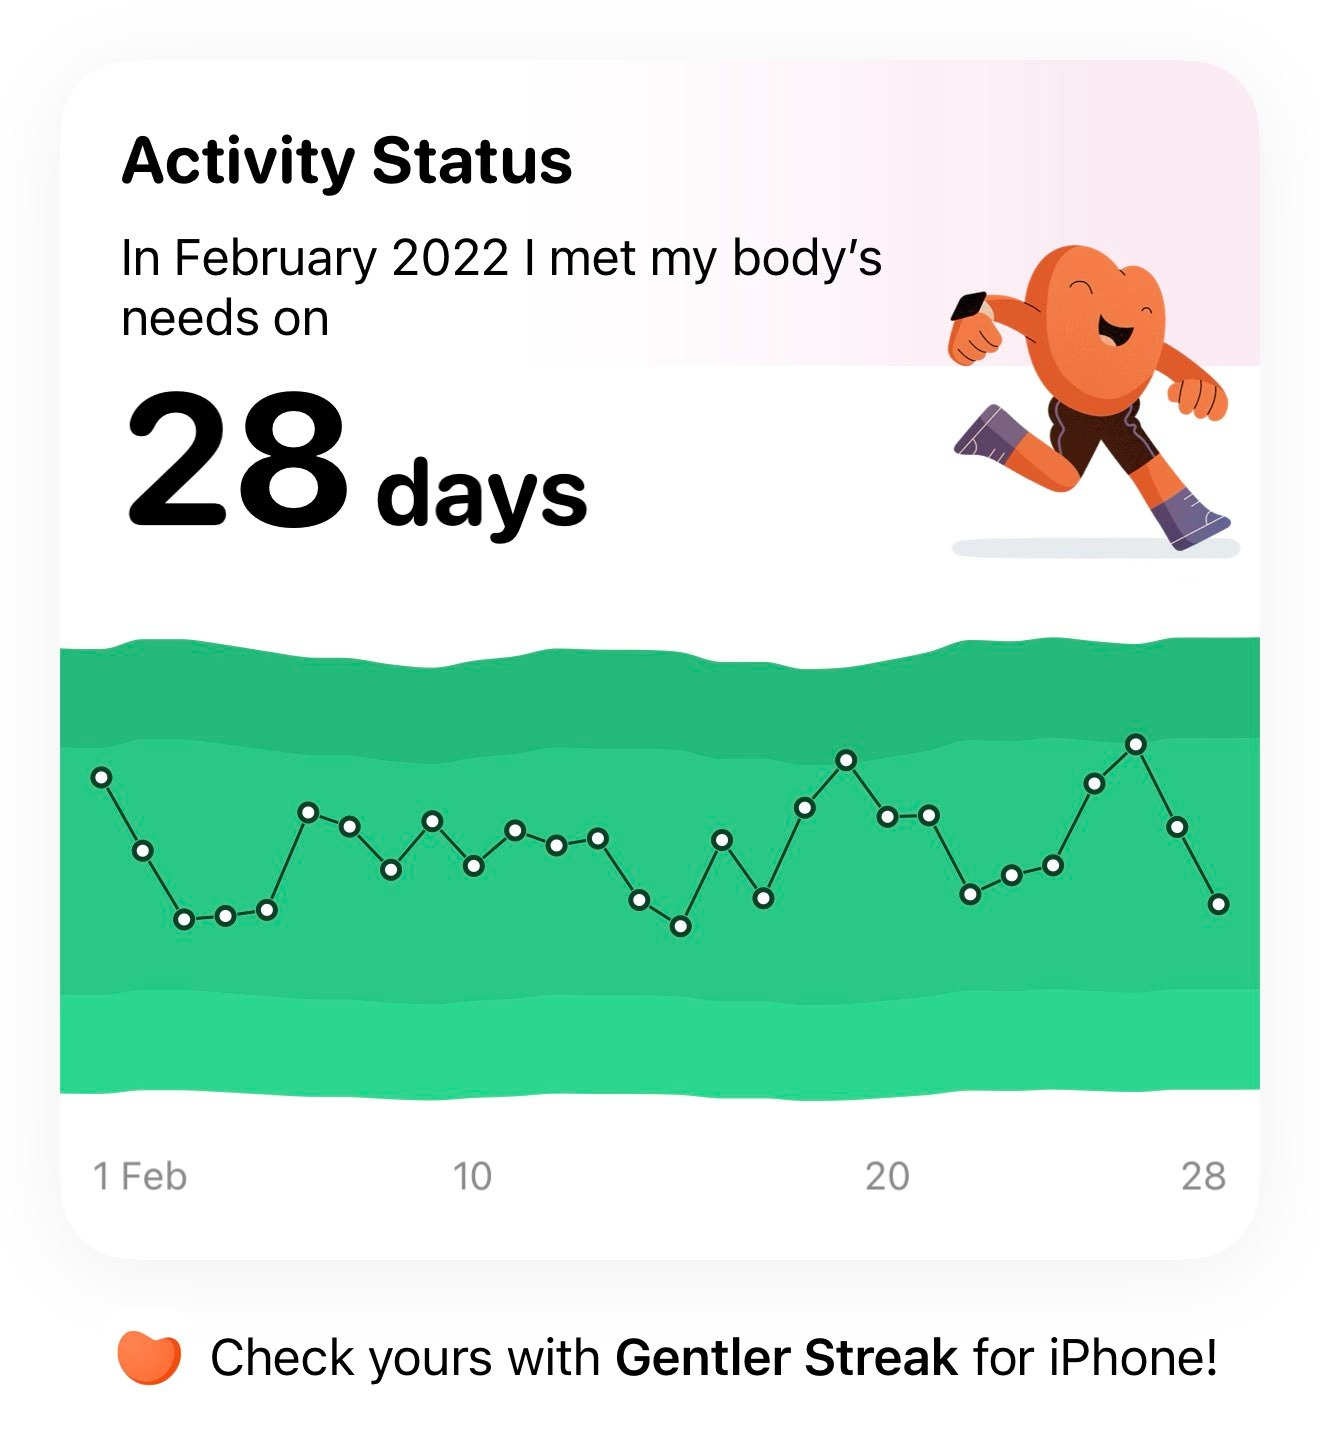 Activity Status
In February 2022 I met my body’s
needs on
28 days
1 Feb 10 20 28
Check yours with Gentler Streak for iPhone!